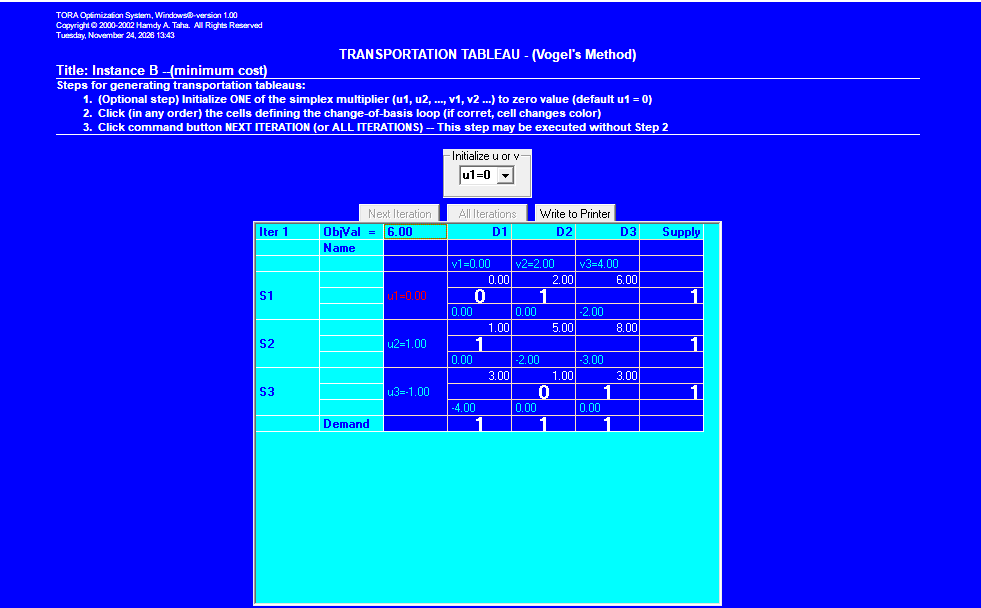 TORA Optimization System, Windows®-version 1.00
Copyright © 2000-2002 Hamdy A. Taha. All Rights Reserved
Tuesday, November 24, 2026 13:43
TRANSPORTATION TABLEAU - (Vogel's Method)
Title: Instance B --(minimum cost)
Steps for generating transportation tableaus:
1. (Optional step) Initialize ONE of the simplex multiplier (u1, u2, ..., v1, v2 ...) to zero value (default u1 = 0)
2. Click (in any order) the cells defining the change-of-basis loop (if corret, cell changes color)
3. Click command button NEXT ITERATION (or ALL ITERATIONS) -- This step may be executed without Step 2
Initialize u or v
u1=0
Next Iteration All Iterations Write to Printer
Iter 1 ObjVal = 6.00 D1 D2 D3 Supply
Name
v1=0.00 v2=2.00 v3=4.00
0.00 2.00 6.00
S1 u1=0.00 0 1 1
0.00 0.00 -2.00
1.00 5.00 8.00
S2 u2=1.00 1 1
0.00 -2.00 -3.00
3.00 1.00 3.00
S3 u3=-1.00 0 1 1
-4.00 0.00 0.00
Demand 1 1 1